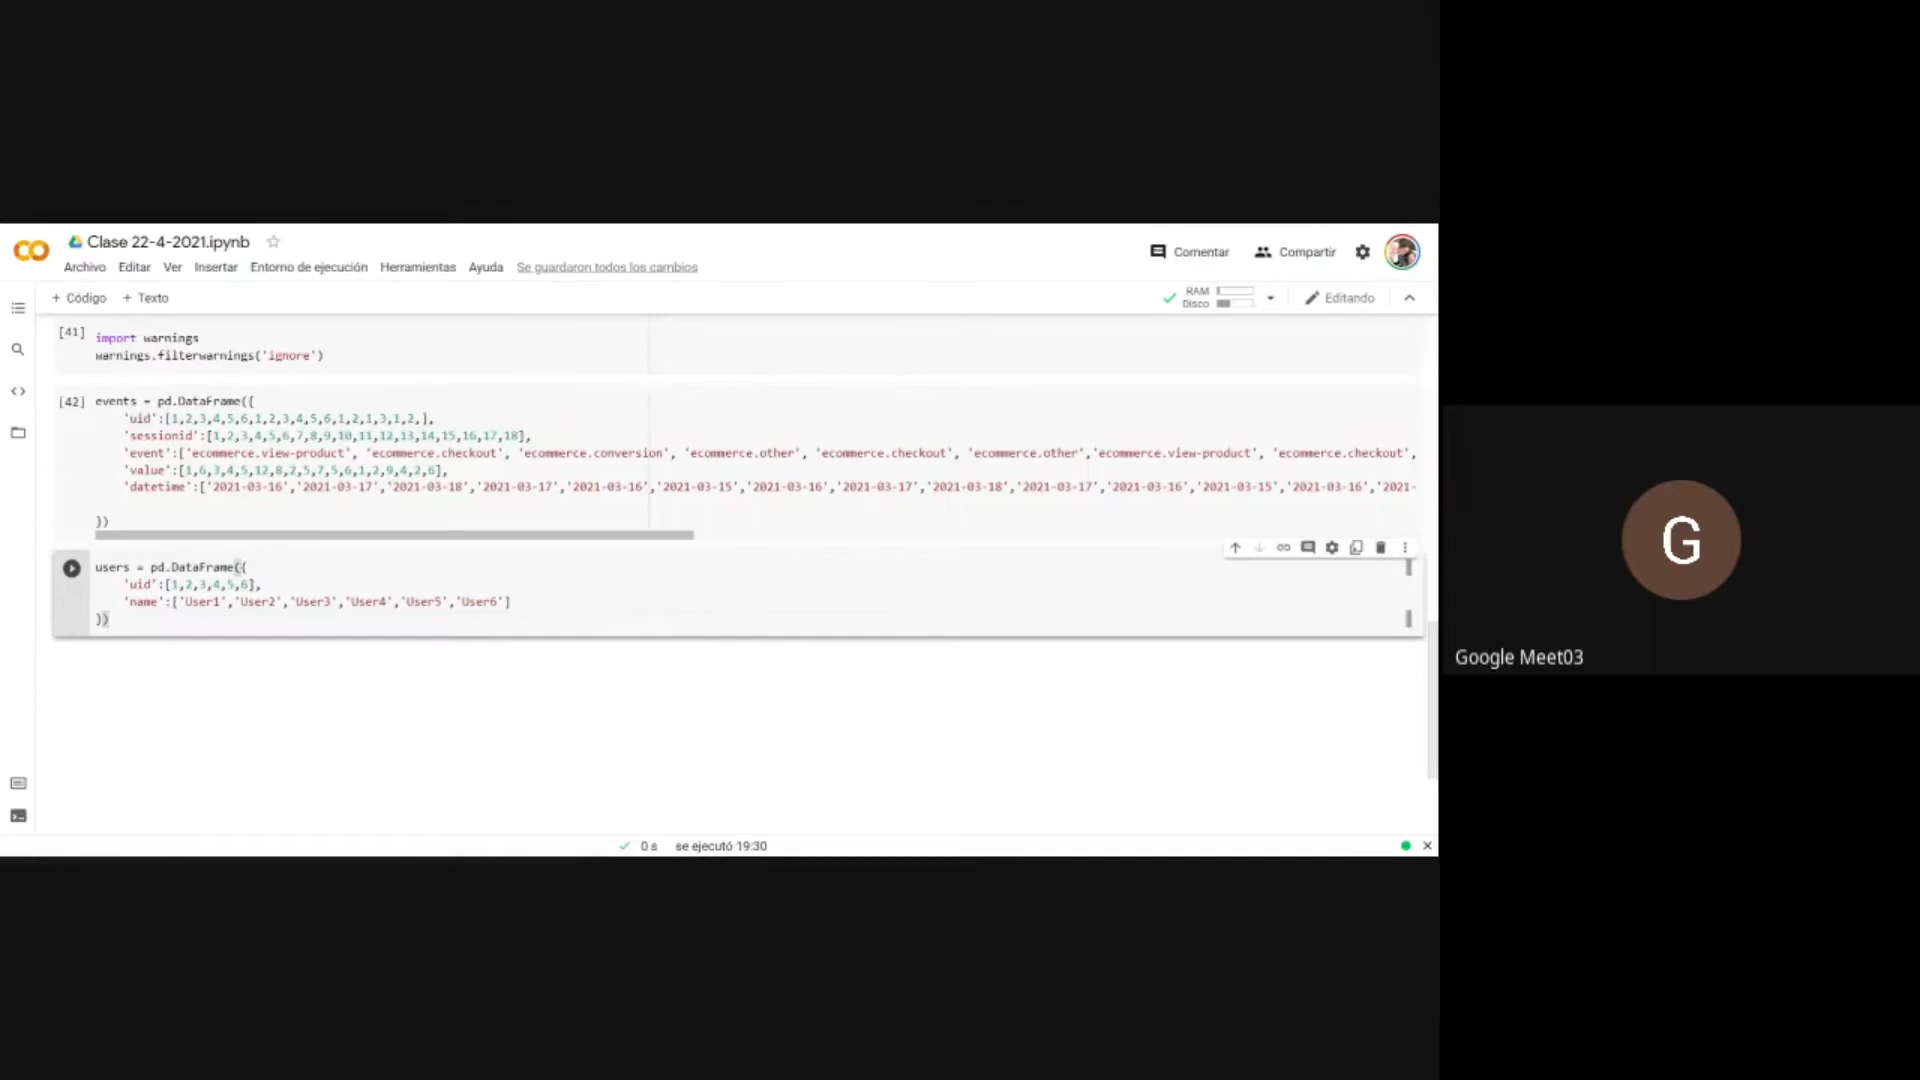 Clase 22-4-2021.ipynb
Comentar
Compartir
Archivo Editar Ver Insertar Entorno de ejecución Herramientas Ayuda Se guardaron todos los cambios
+ Código + Texto
RAM
Disco
Editando
[41] import warnings
warnings.filterwarnings('ignore')
[42] events = pd.DataFrame({
'uid':[1,2,3,4,5,6,1,2,3,4,5,6,1,2,1,3,1,2,],
'sessionid':[1,2,3,4,5,6,7,8,9,10,11,12,13,14,15,16,17,18],
'event':['ecommerce.view-product', 'ecommerce.checkout', 'ecommerce.conversion', 'ecommerce.other', 'ecommerce.checkout', 'ecommerce.other','ecommerce.view-product', 'ecommerce.checkout',
'value':[1,6,3,4,5,12,8,2,5,7,5,6,1,2,9,4,2,6],
'datetime':['2021-03-16','2021-03-17','2021-03-18','2021-03-17','2021-03-16','2021-03-15','2021-03-16','2021-03-17','2021-03-18','2021-03-17','2021-03-16','2021-03-15','2021-03-16','2021-
})
users = pd.DataFrame({
'uid':[1,2,3,4,5,6],
'name':['User1','User2','User3','User4','User5','User6']
})
0 s se ejecutó 19:30
G
Google Meet03